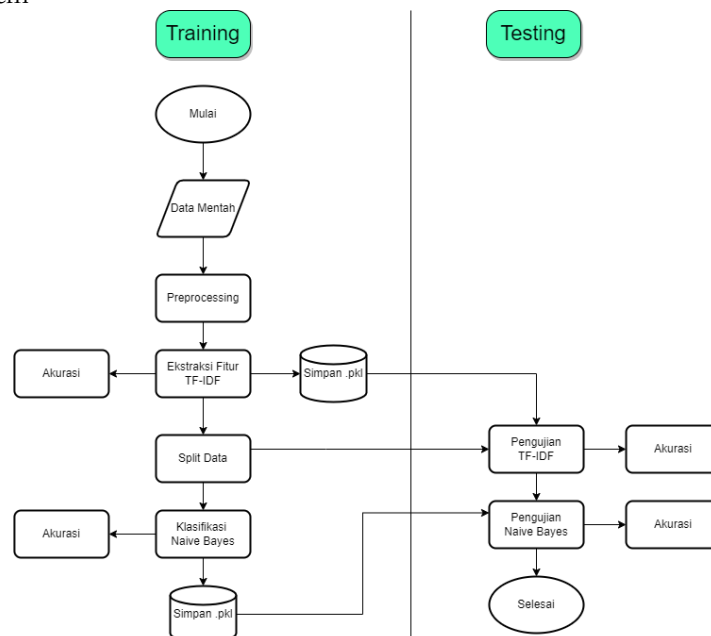 Training
Testing
Mulai
Data Mentah
Preprocessing
Akurasi
Ekstraksi Fitur
TF-IDF
Simpan .pkl
Split Data
Pengujian
TF-IDF
Akurasi
Akurasi
Klasifikasi
Naive Bayes
Pengujian
Naive Bayes
Akurasi
Simpan .pkl
Selesai